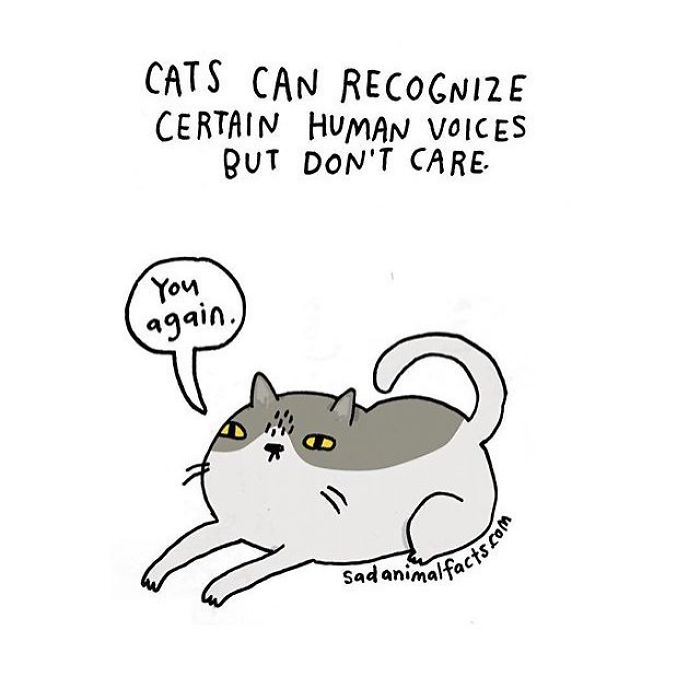 CATS CAN RECOGNIZE
CERTAIN HUMAN VOICES
BUT DON'T CARE.
You
again.
sadanimalfacts.com